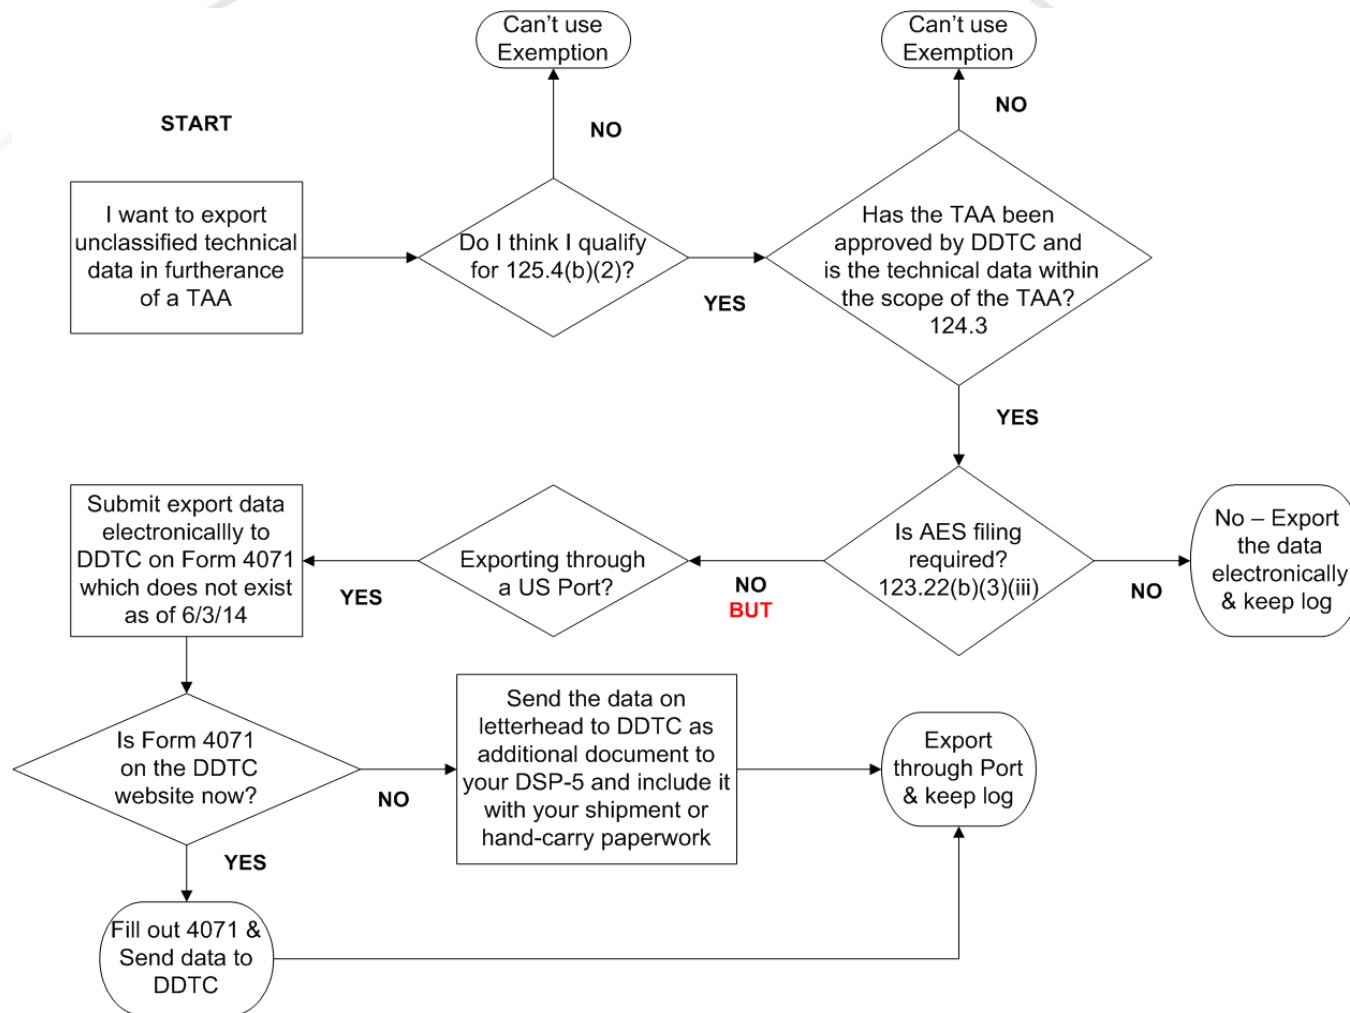 Can't use
Exemption
Can't use
Exemption
START
NO
NO
I want to export
unclassified technical
data in furtherance
of a TAA
Do I think I qualify
for 125.4(b)(2)?
YES
Has the TAA been
approved by DDTC and
is the technical data within
the scope of the TAA?
124.3
YES
Is AES filing
required?
123.22(b)(3)(iii)
NO
No – Export
the data
electronically
& keep log
NO
BUT
Exporting through
a US Port?
YES
Submit export data
electronicallly to
DDTC on Form 4071
which does not exist
as of 6/3/14
Is Form 4071
on the DDTC
website now?
NO
Send the data on
letterhead to DDTC as
additional document to
your DSP-5 and include it
with your shipment or
hand-carry paperwork
Export
through Port
& keep log
YES
Fill out 4071 &
Send data to
DDTC